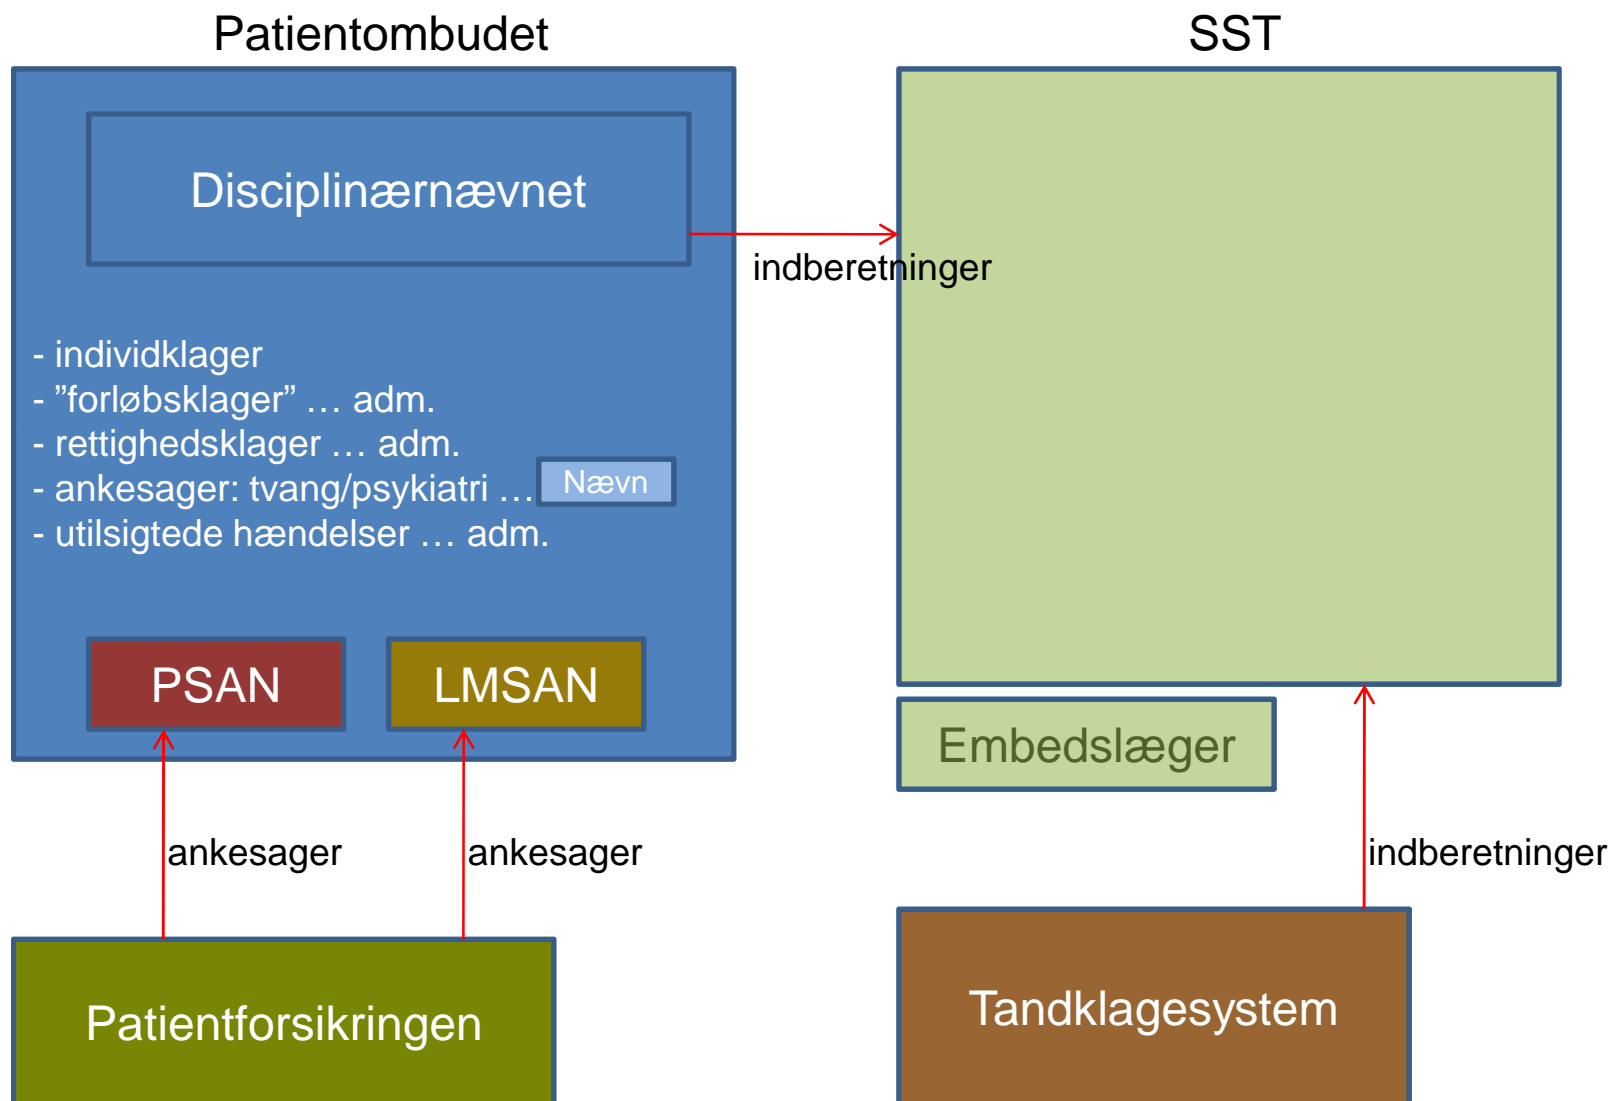 Patientombudet
SST
Disciplinærnævnet
indberetninger
- individklager
- ”forløbsklager” … adm.
- rettighedsklager … adm.
- ankesager: tvang/psykiatri … Nævn
- utilsigtede hændelser … adm.
PSAN
LMSAN
Embedslæger
ankesager
ankesager
indberetninger
Patientforsikringen
Tandklagesystem